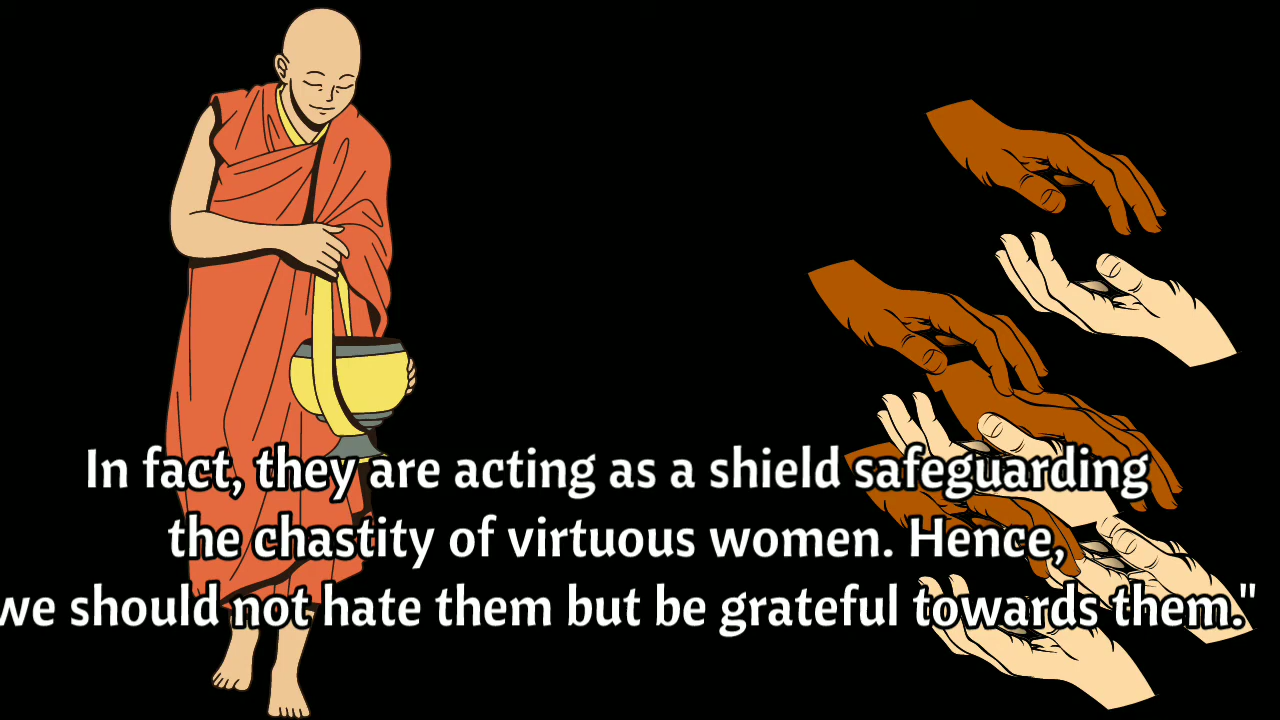 In fact, they are acting as a shield safeguarding
the chastity of virtuous women. Hence,
we should not hate them but be grateful towards them."